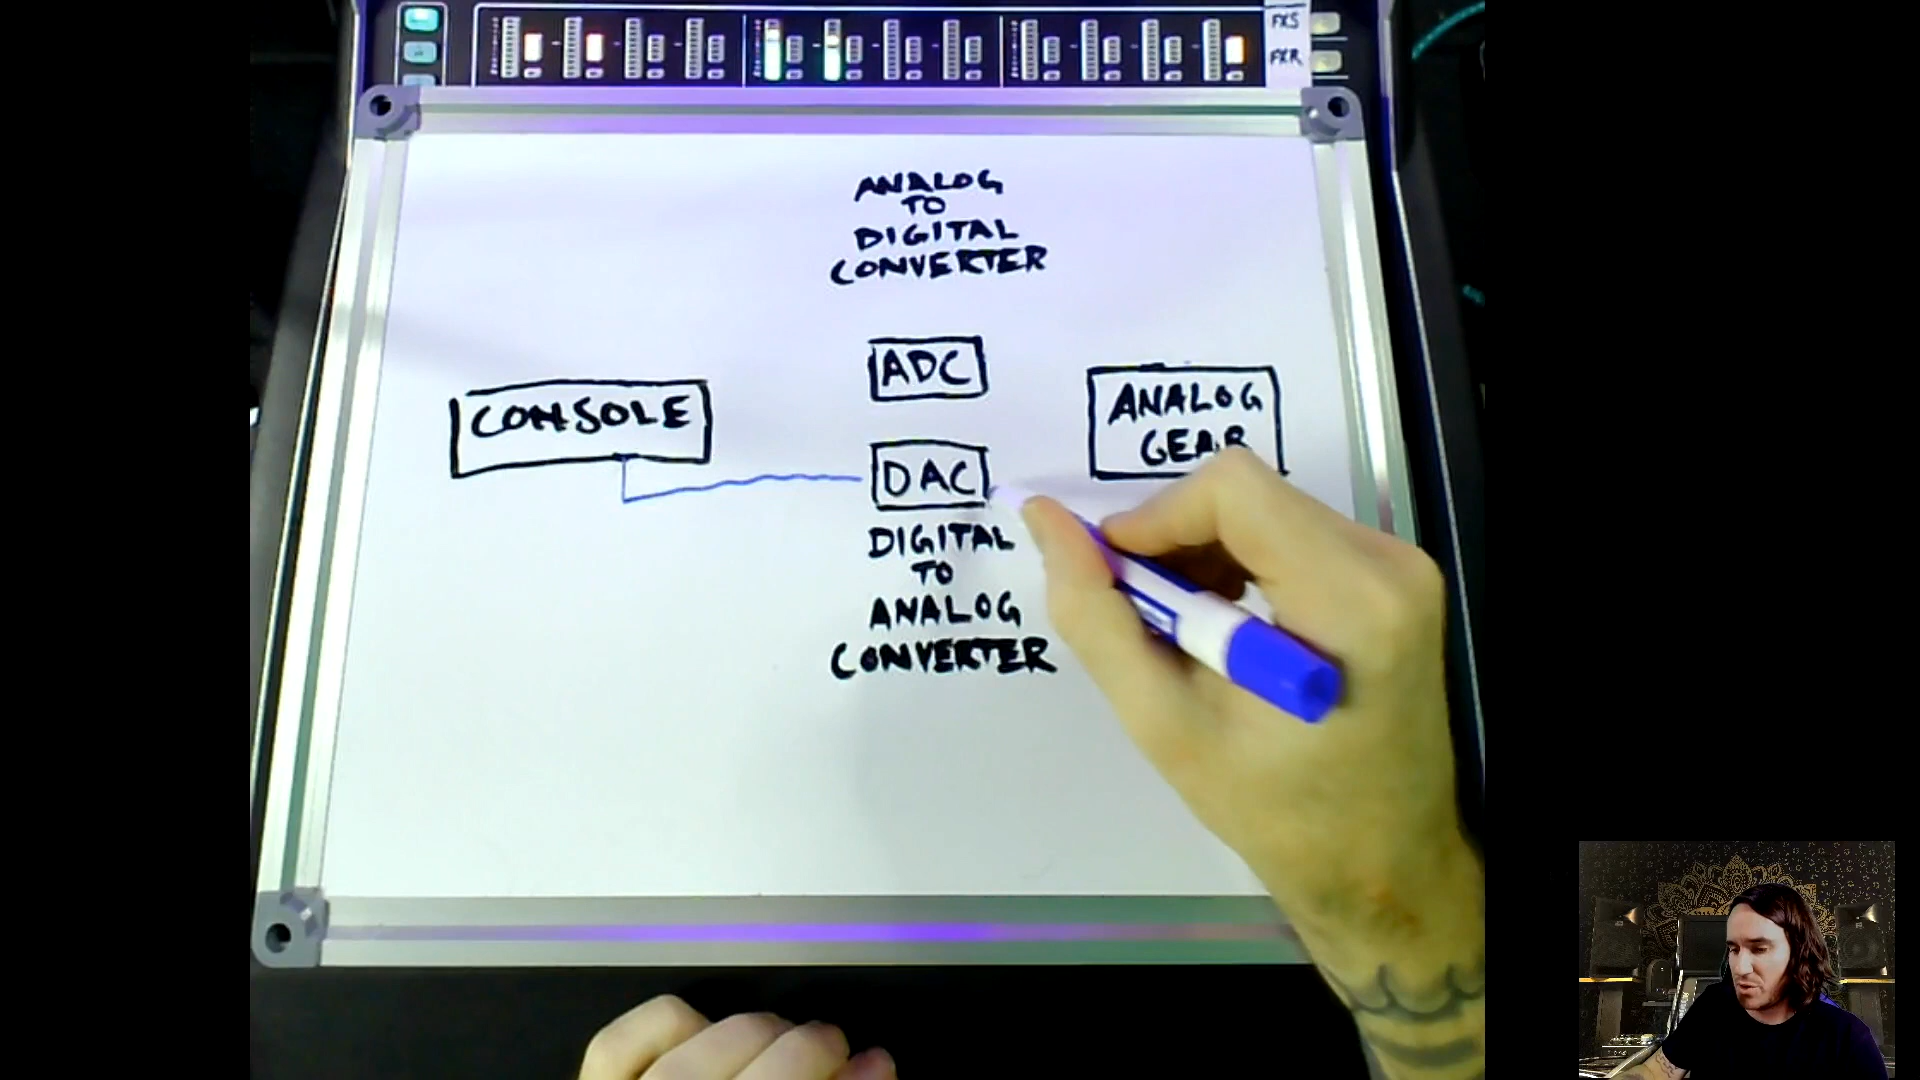 FXS
FXR
ANALOG
TO
DIGITAL
CONVERTER
ADC
CONSOLE
ANALOG
GEAR
DAC
DIGITAL
TO
ANALOG
CONVERTER